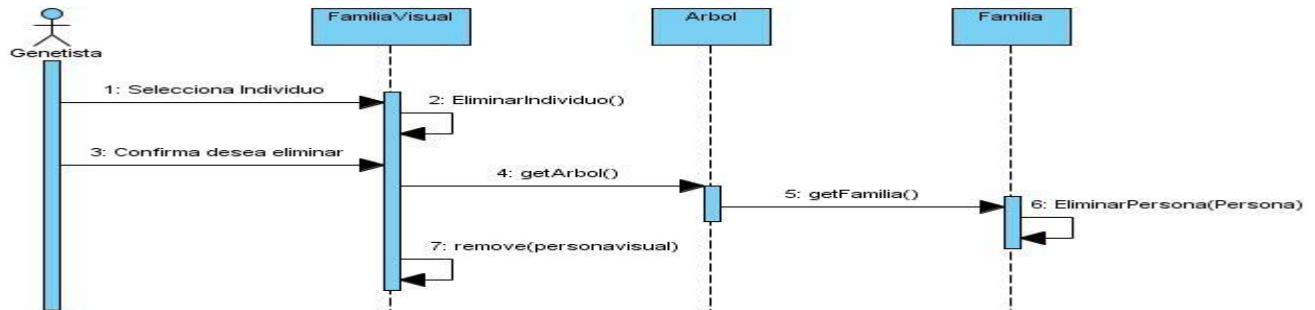 FamiliaVisual
Arbol
Familia
Genetista
1: Selecciona Individuo
2: EliminarIndividuo()
3: Confirma desea eliminar
4: getArbol()
5: getFamilia()
6: EliminarPersona(Persona)
7: remove(personavisual)